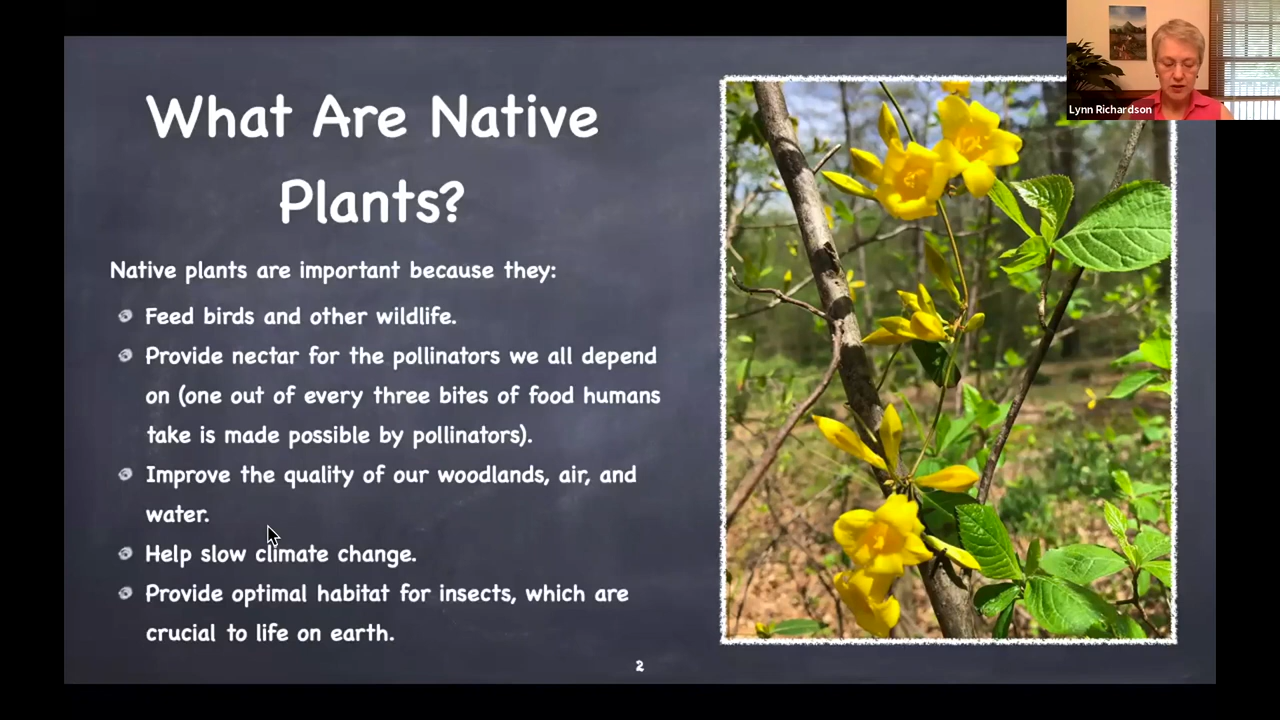 What Are Native
Plants?
Lynn Richardson
Native plants are important because they:
Feed birds and other wildlife.
Provide nectar for the pollinators we all depend
on (one out of every three bites of food humans
take is made possible by pollinators).
Improve the quality of our woodlands, air, and
water.
Help slow climate change.
Provide optimal habitat for insects, which are
crucial to life on earth.
2